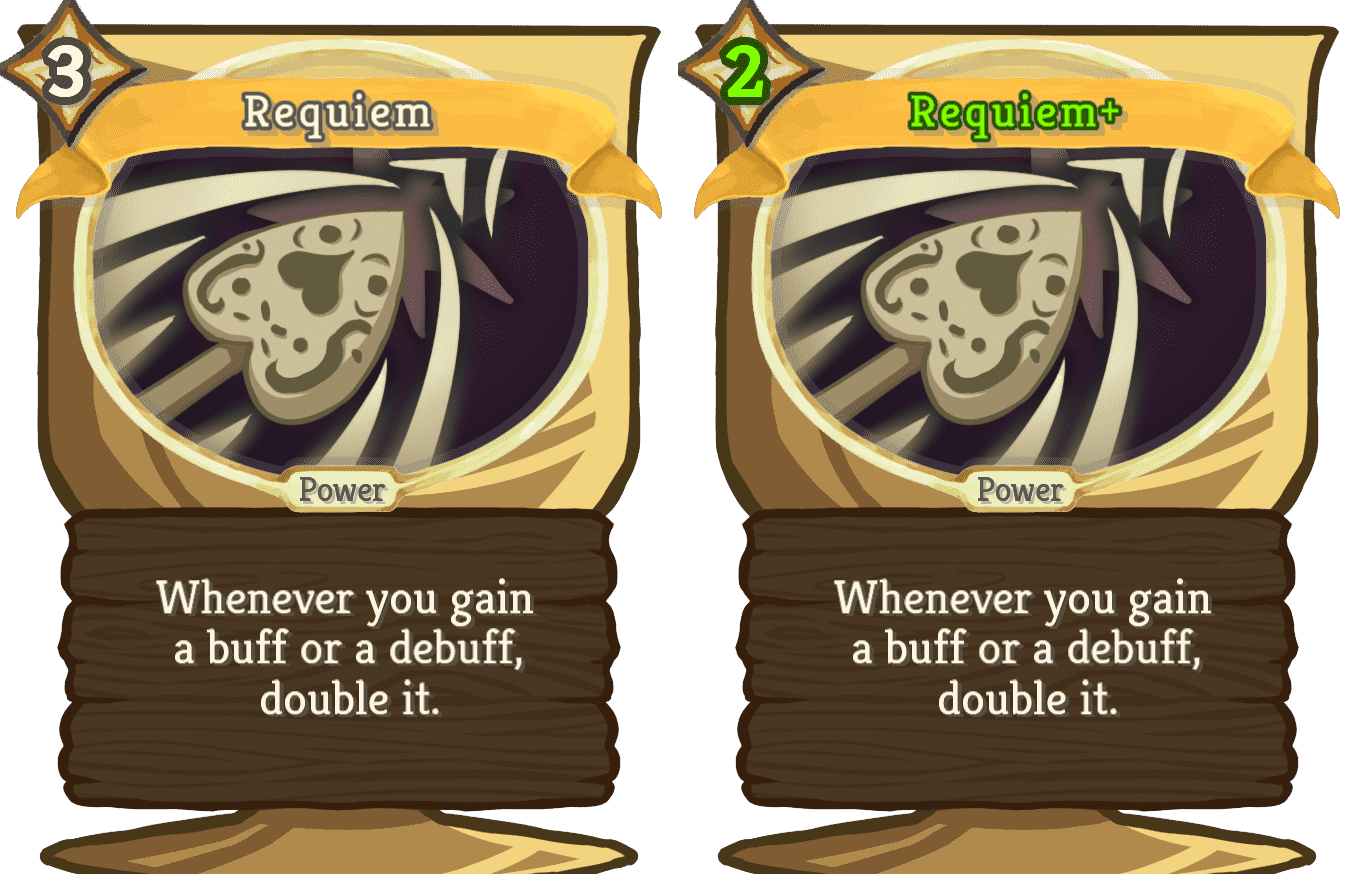 3
Requiem
Power
Whenever you gain
a buff or a debuff,
double it.
2
Requiem+
Power
Whenever you gain
a buff or a debuff,
double it.